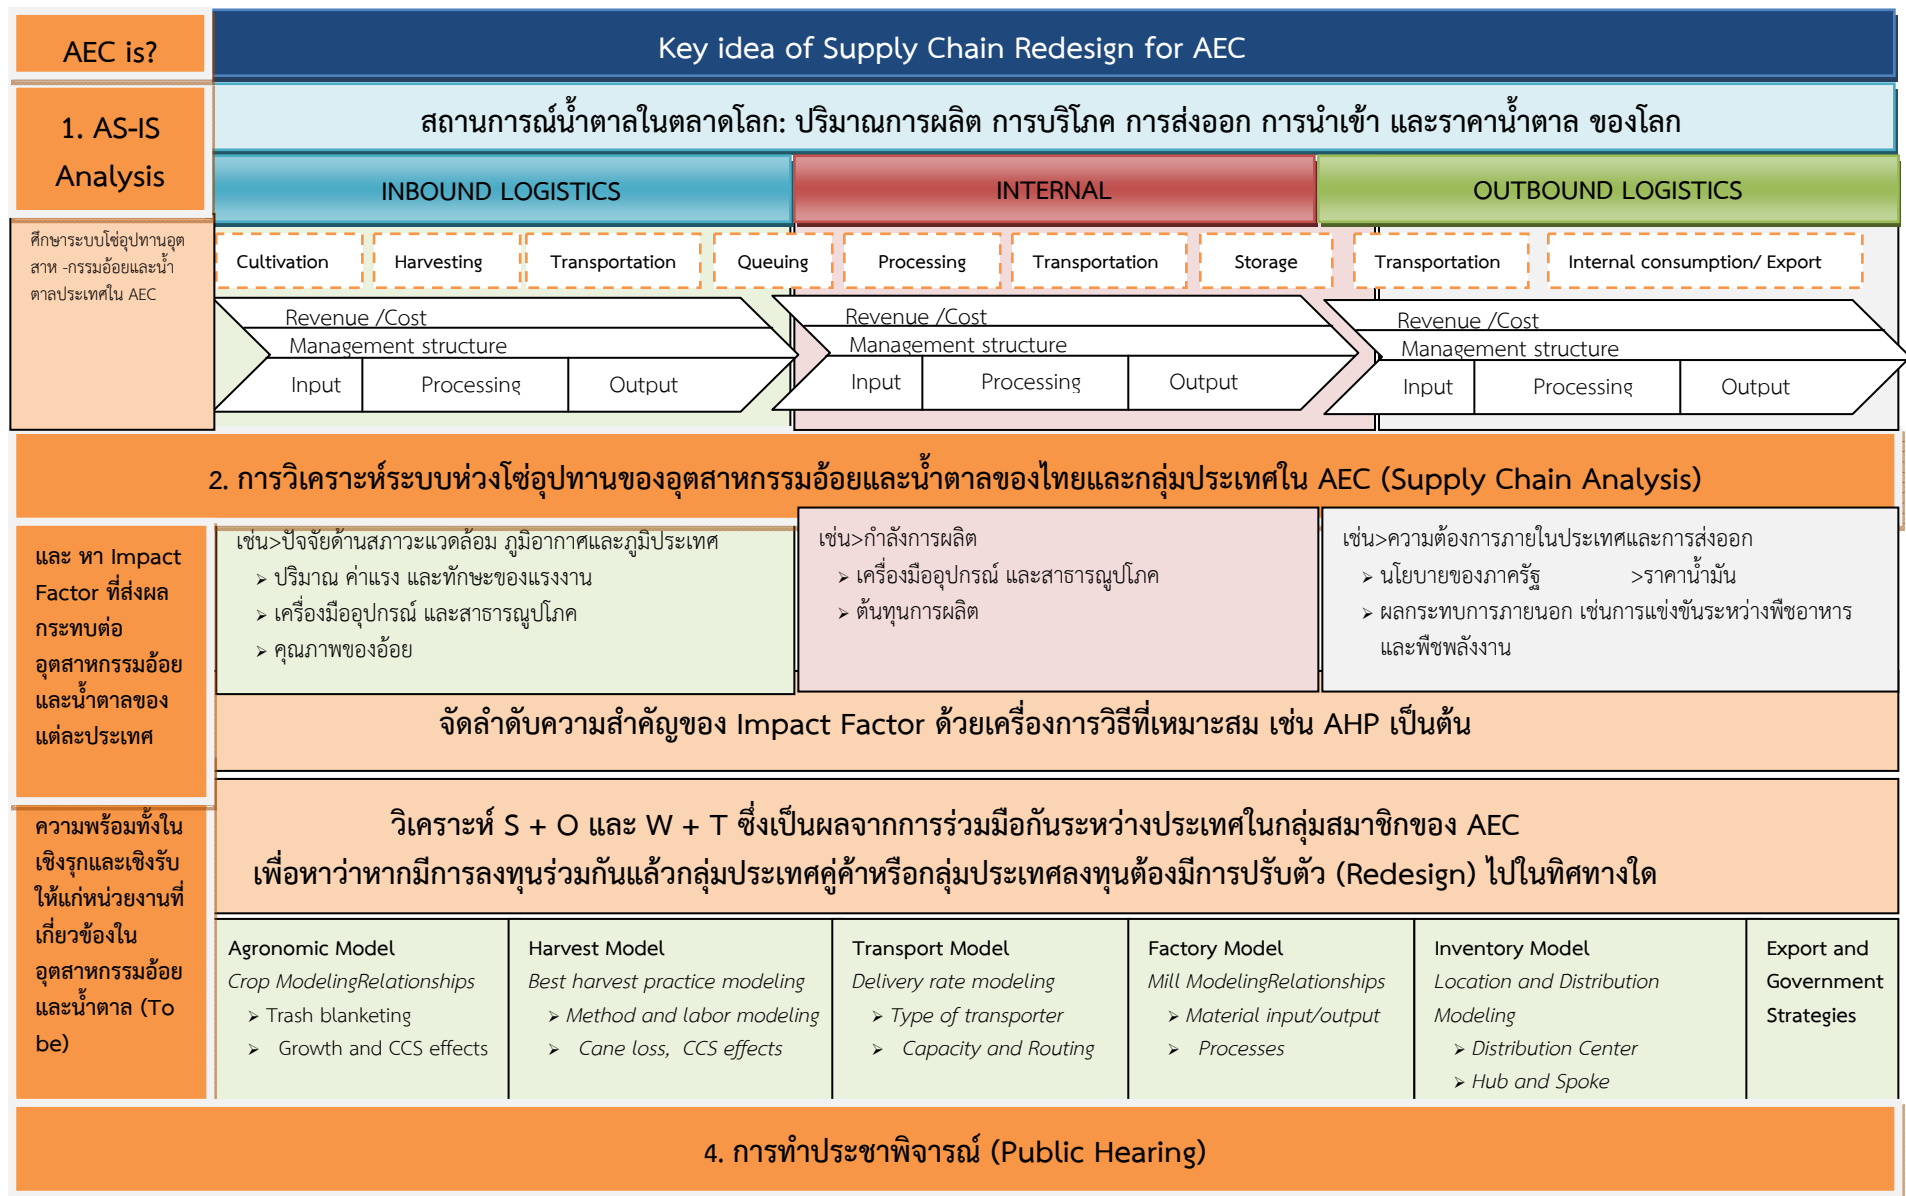 AEC is?
Key idea of Supply Chain Redesign for AEC
1. AS-IS
Analysis
สถานการณ์น้ำตาลในตลาดโลก: ปริมาณการผลิต การบริโภค การส่งออก การนำเข้า และราคาน้ำตาล ของโลก
INBOUND LOGISTICS
INTERNAL
OUTBOUND LOGISTICS
ศึกษาระบบโซ่อุปทานอุต
สาห -กรรมอ้อยและน้ำ
ตาลประเทศใน AEC
Cultivation
Harvesting
Transportation
Queuing
Processing
Transportation
Storage
Transportation
Internal consumption/ Export
Revenue /Cost
Management structure
Input
Processing
Output
Revenue /Cost
Management structure
Input
Processing
Output
Revenue /Cost
Management structure
Input
Processing
Output
2. การวิเคราะห์ระบบห่วงโซ่อุปทานของอุตสาหกรรมอ้อยและน้ำตาลของไทยและกลุ่มประเทศใน AEC (Supply Chain Analysis)
และ หา Impact
Factor ที่ส่งผล
กระทบต่อ
อุตสาหกรรมอ้อย
และน้ำตาลของ
แต่ละประเทศ
เช่น>ปัจจัยด้านสภาวะแวดล้อม ภูมิอากาศและภูมิประเทศ
➢ ปริมาณ ค่าแรง และทักษะของแรงงาน
➢ เครื่องมืออุปกรณ์ และสาธารณูปโภค
➢ คุณภาพของอ้อย
เช่น>กำลังการผลิต
➢ เครื่องมืออุปกรณ์ และสาธารณูปโภค
➢ ต้นทุนการผลิต
เช่น>ความต้องการภายในประเทศและการส่งออก
➢ นโยบายของภาครัฐ >ราคาน้ำมัน
➢ ผลกระทบการภายนอก เช่นการแข่งขันระหว่างพืชอาหาร
และพืชพลังงาน
จัดลำดับความสำคัญของ Impact Factor ด้วยเครื่องการวิธีที่เหมาะสม เช่น AHP เป็นต้น
ความพร้อมทั้งใน
เชิงรุกและเชิงรับ
ให้แก่หน่วยงานที่
เกี่ยวข้องใน
อุตสาหกรรมอ้อย
และน้ำตาล (To
be)
วิเคราะห์ S + O และ W + T ซึ่งเป็นผลจากการร่วมมือกันระหว่างประเทศในกลุ่มสมาชิกของ AEC
เพื่อหาว่าหากมีการลงทุนร่วมกันแล้วกลุ่มประเทศคู่ค้าหรือกลุ่มประเทศลงทุนต้องมีการปรับตัว (Redesign) ไปในทิศทางใด
Agronomic Model
Crop ModelingRelationships
➢ Trash blanketing
➢ Growth and CCS effects
Harvest Model
Best harvest practice modeling
➢ Method and labor modeling
➢ Cane loss, CCS effects
Transport Model
Delivery rate modeling
➢ Type of transporter
➢ Capacity and Routing
Factory Model
Mill ModelingRelationships
➢ Material input/output
➢ Processes
Inventory Model
Location and Distribution
Modeling
➢ Distribution Center
➢ Hub and Spoke
Export and
Government
Strategies
4. การทำประชาพิจารณ์ (Public Hearing)